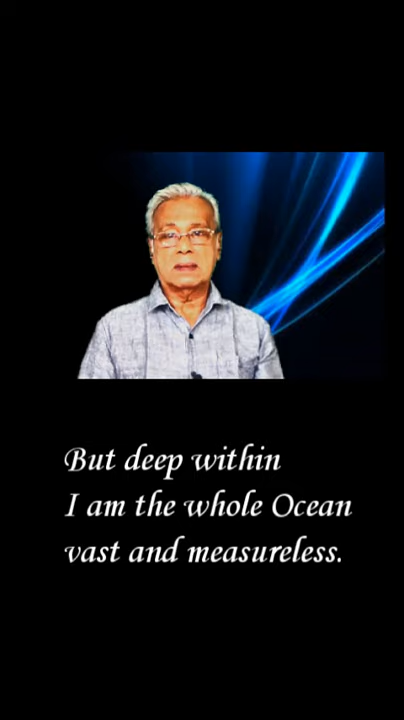 But deep within
I am the whole Ocean
vast and measureless.